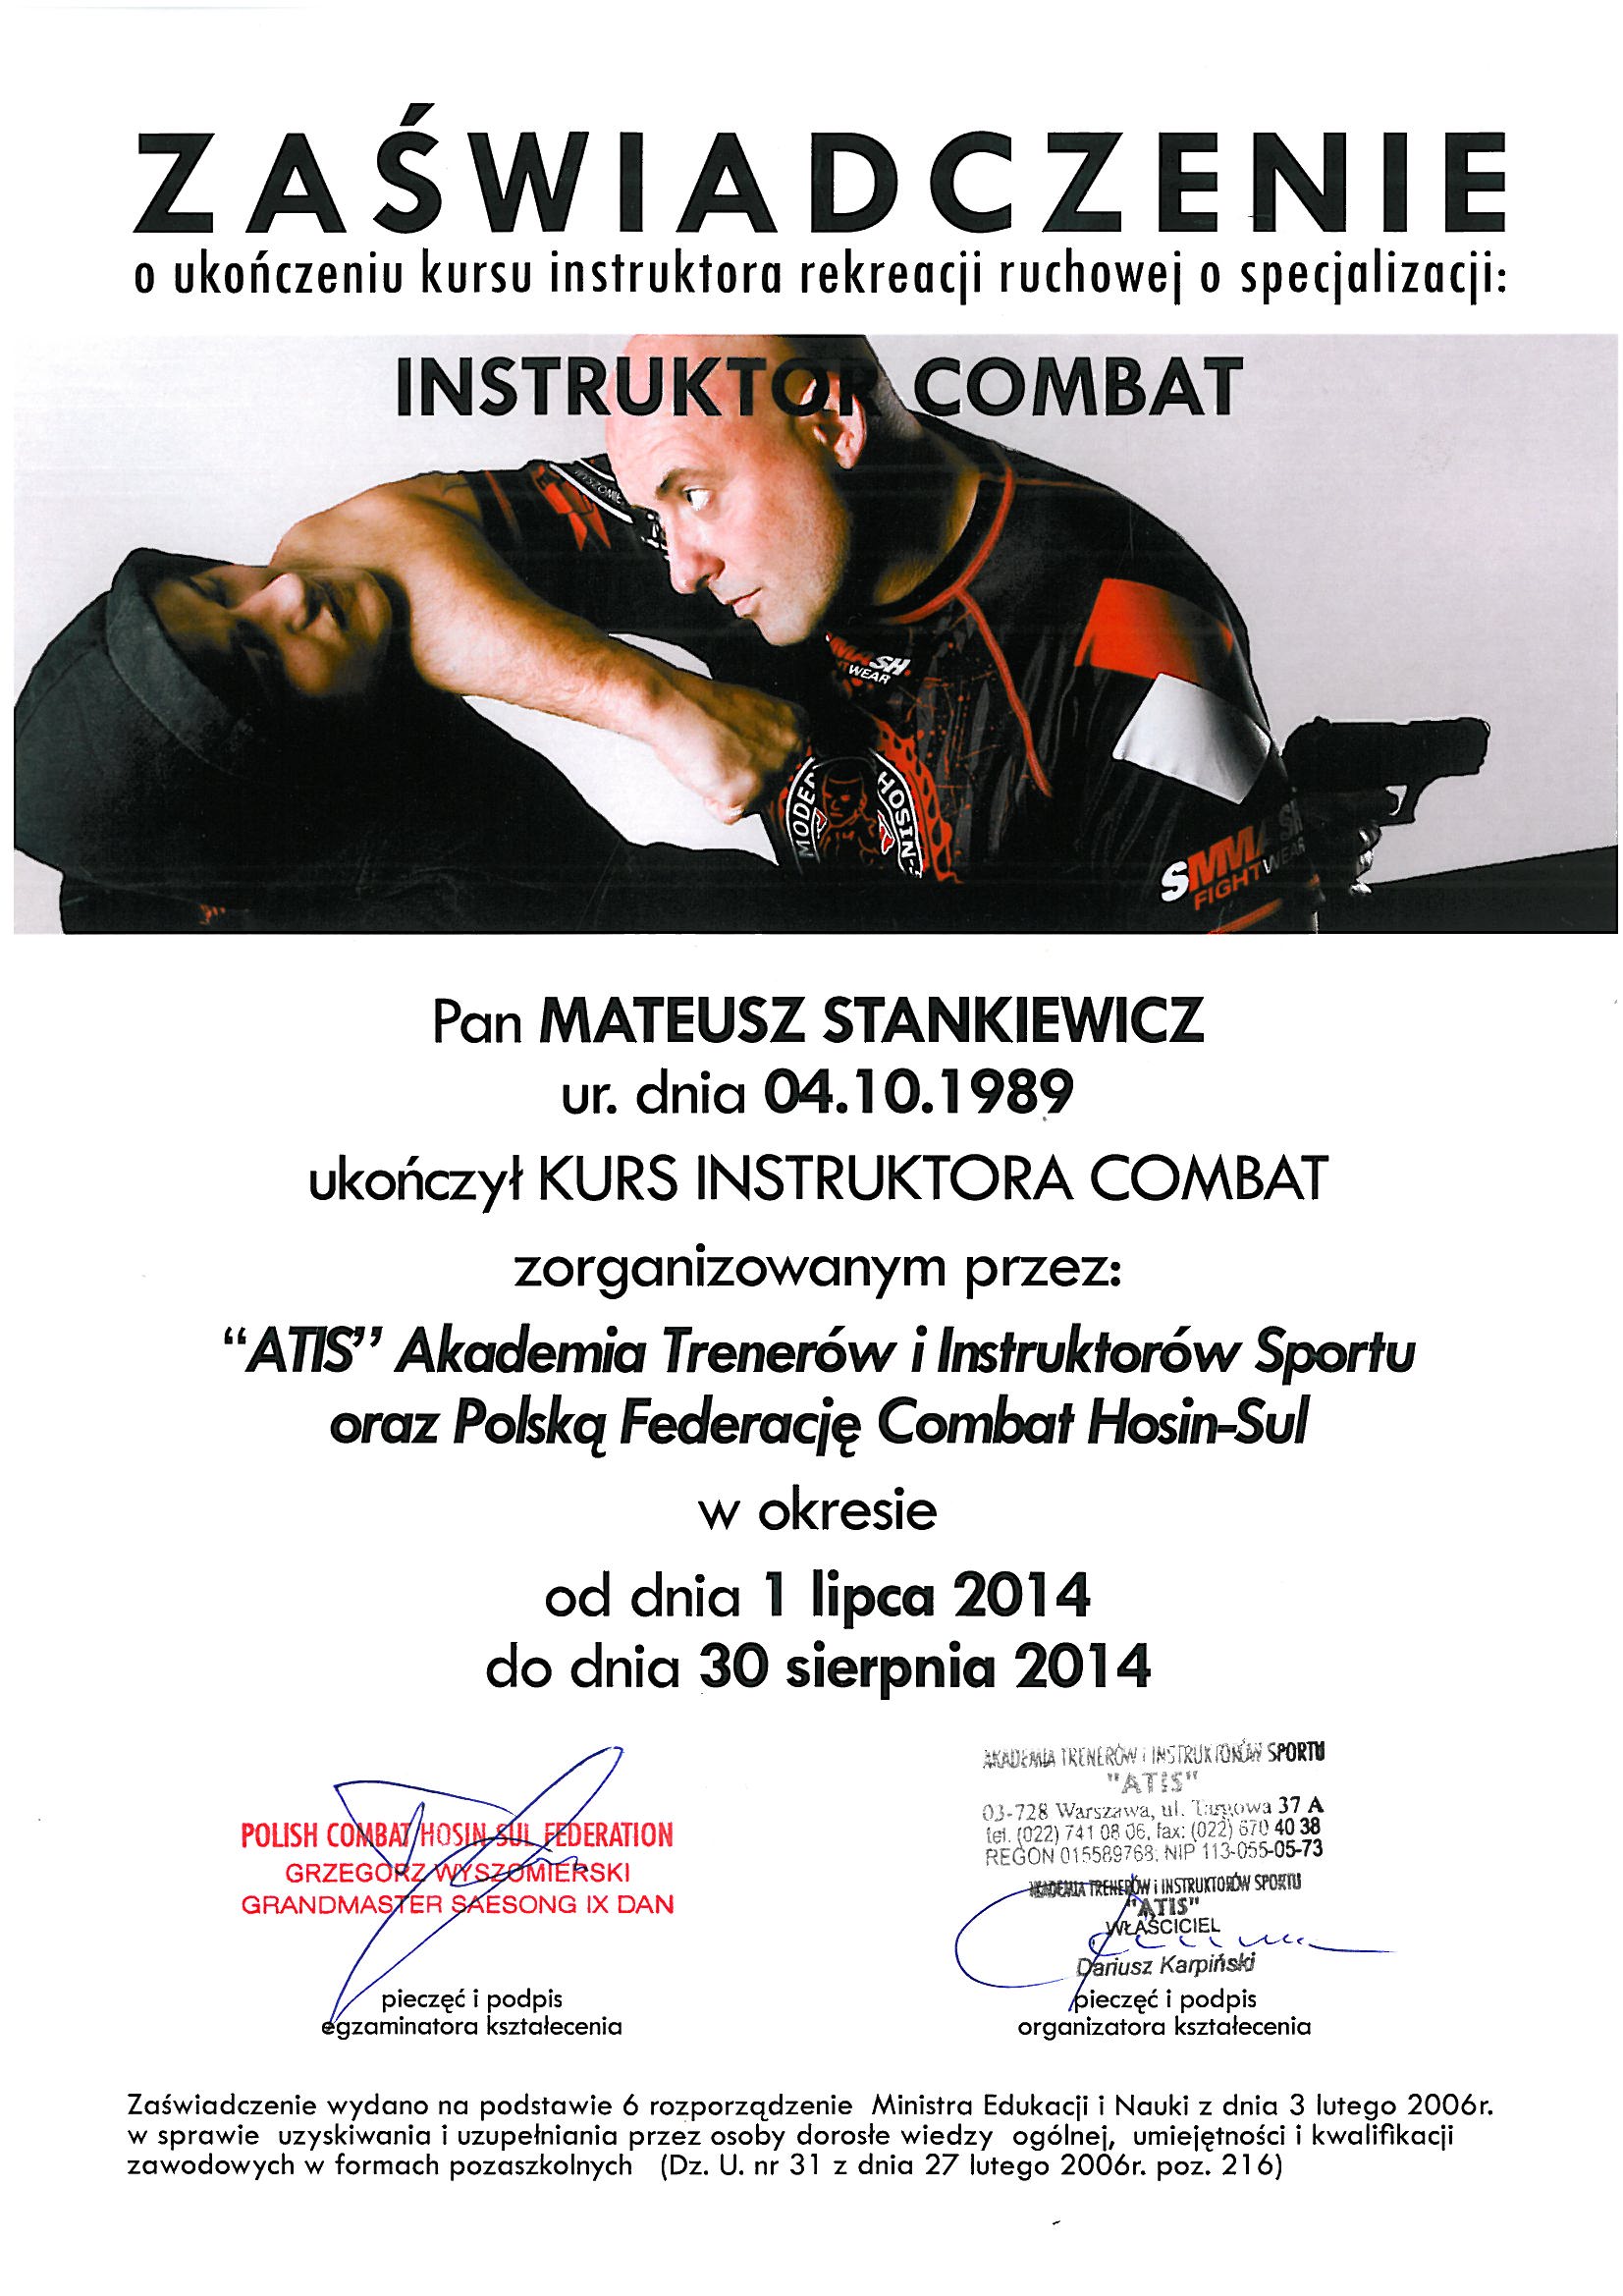 ZAŚWIADCZENIE
o ukończeniu kursu instruktora rekreacji ruchowej o specjalizacji:
INSTRUKTOR COMBAT
SMMASH
WEAR
MODERN HOSIN-
SMMASH
FIGHTWEAR
Pan MATEUSZ STANKIEWICZ
ur. dnia 04.10.1989
ukończył KURS INSTRUKTORA COMBAT
zorganizowanym przez:
“ATIS” Akademia Trenerów i Instruktorów Sportu
oraz Polską Federację Combat Hosin-Sul
w okresie
od dnia 1 lipca 2014
do dnia 30 sierpnia 2014
POLISH COMBAT HOSIN-SUL FEDERATION
GRZEGORZ WYSZOMIERSKI
GRANDMASTER SAESONG IX DAN
pieczęć i podpis
egzaminatora kształecenia
AKADEMIA TRENERÓW i INSTRUKTORÓW SPORTU
"ATIS"
03-728 Warszawa, ul. Targowa 37 A
tel. (022) 741 08 06, fax: (022) 670 40 38
REGON 015589768; NIP 113-055-05-73
AKADEMIA TRENERÓW i INSTRUKTORÓW SPORTU
"ATIS"
WŁAŚCICIEL
Dariusz Karpiński
pieczęć i podpis
organizatora kształecenia
Zaświadczenie wydano na podstawie 6 rozporządzenie Ministra Edukacji i Nauki z dnia 3 lutego 2006r.
w sprawie uzyskiwania i uzupełniania przez osoby dorosłe wiedzy ogólnej, umiejętności i kwalifikacji
zawodowych w formach pozaszkolnych (Dz. U. nr 31 z dnia 27 lutego 2006r. poz. 216)